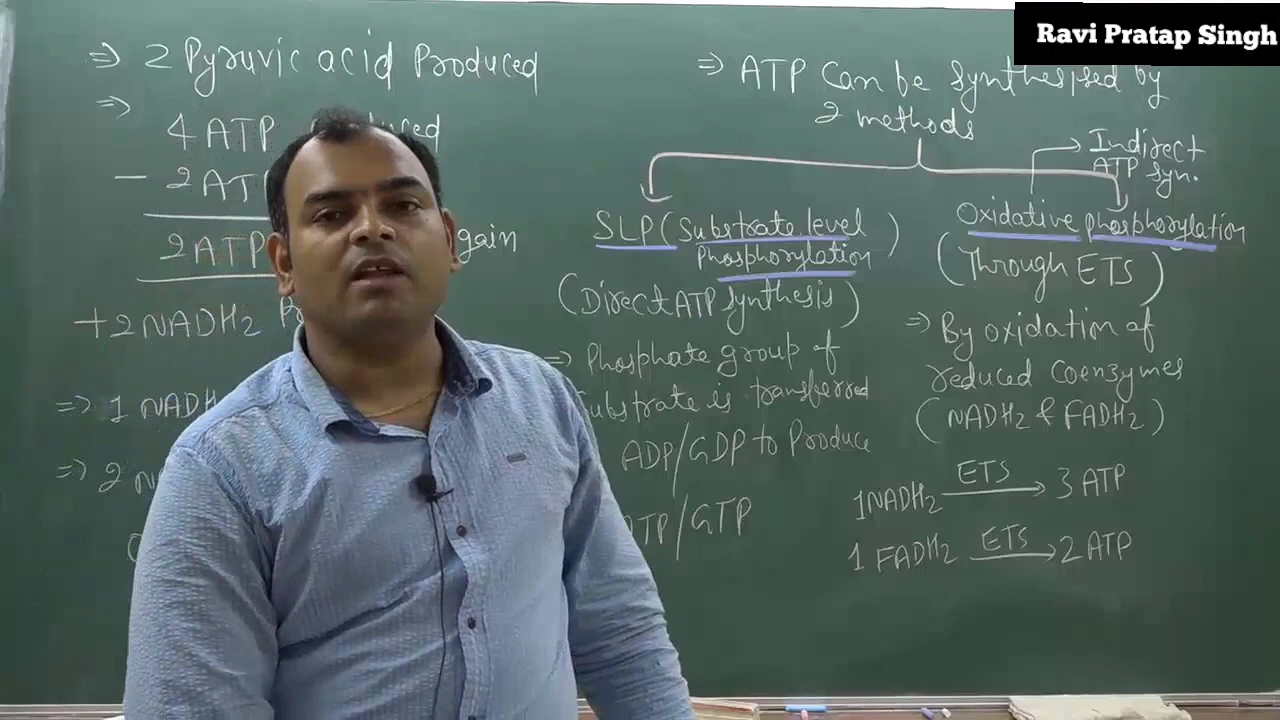 Ravi Pratap Singh
⇒ 2 Pyruvic acid Produced
⇒
4 ATP
- 2 ATP
2 ATP gain
+ 2 NADH2
⇒ 1 NADH
⇒ 2
⇒ ATP Can be Synthesised by
2 methods
Indirect
ATP Syn.
SLP (Substrate level
Phosphorylation)
(Direct ATP Synthesis)
⇒ Phosphate group of
Substrate is transferred
ADP/GDP to Produce
ATP/GTP
Oxidative Phosphorylation
(Through ETS)
⇒ By oxidation of
reduced Coenzymes
(NADH2 & FADH2)
1 NADH2 ETS → 3 ATP
1 FADH2 ETS → 2 ATP